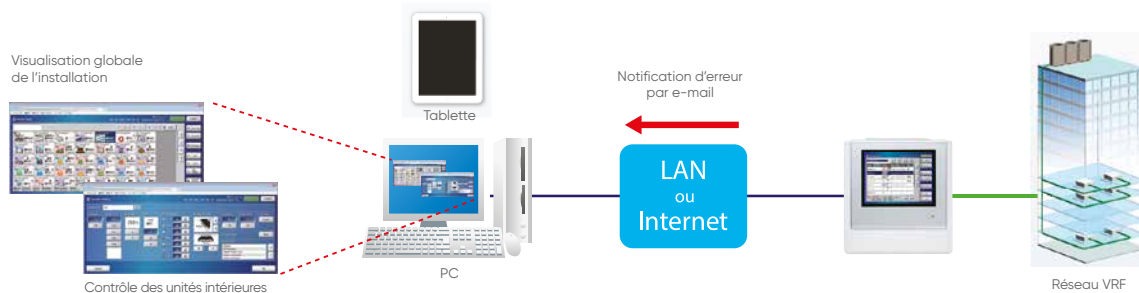 Visualisation globale
de l'installation
Tablette
Notification d'erreur
par e-mail
LAN
ou
Internet
PC
Contrôle des unités intérieures
Réseau VRF